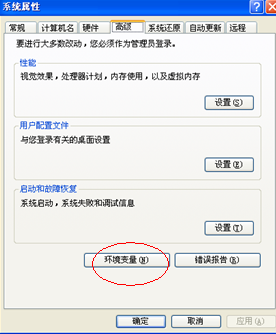 系统属性
常规 计算机名 硬件 高级 系统还原 自动更新 远程
要进行大多数改动，您必须作为管理员登录。
性能
视觉效果，处理器计划，内存使用，以及虚拟内存
设置(S)
用户配置文件
与您登录有关的桌面设置
设置(E)
启动和故障恢复
系统启动，系统失败和调试信息
设置(T)
环境变量(N) 错误报告(R)
确定 取消 应用(A)